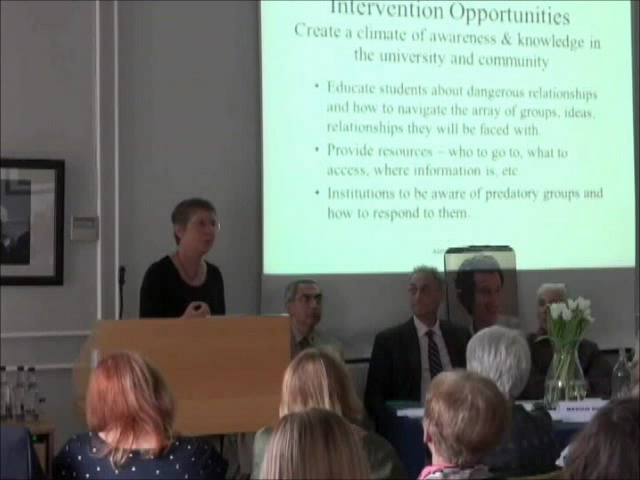 Intervention Opportunities
Create a climate of awareness & knowledge in
the university and community
• Educate students about dangerous relationships
and how to navigate the array of groups, ideas,
relationships they will be faced with.
• Provide resources – who to go to, what to
access, where information is, etc
• Institutions to be aware of predatory groups and
how to respond to them.